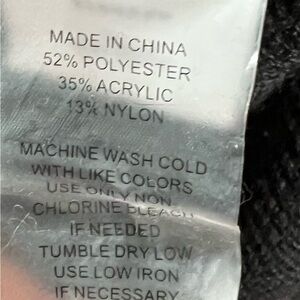 MADE IN CHINA
52% POLYESTER
35% ACRYLIC
13% NYLON
MACHINE WASH COLD
WITH LIKE COLORS
USE ONLY NON
CHLORINE BLEACH
IF NEEDED
TUMBLE DRY LOW
USE LOW IRON
IF NECESSARY